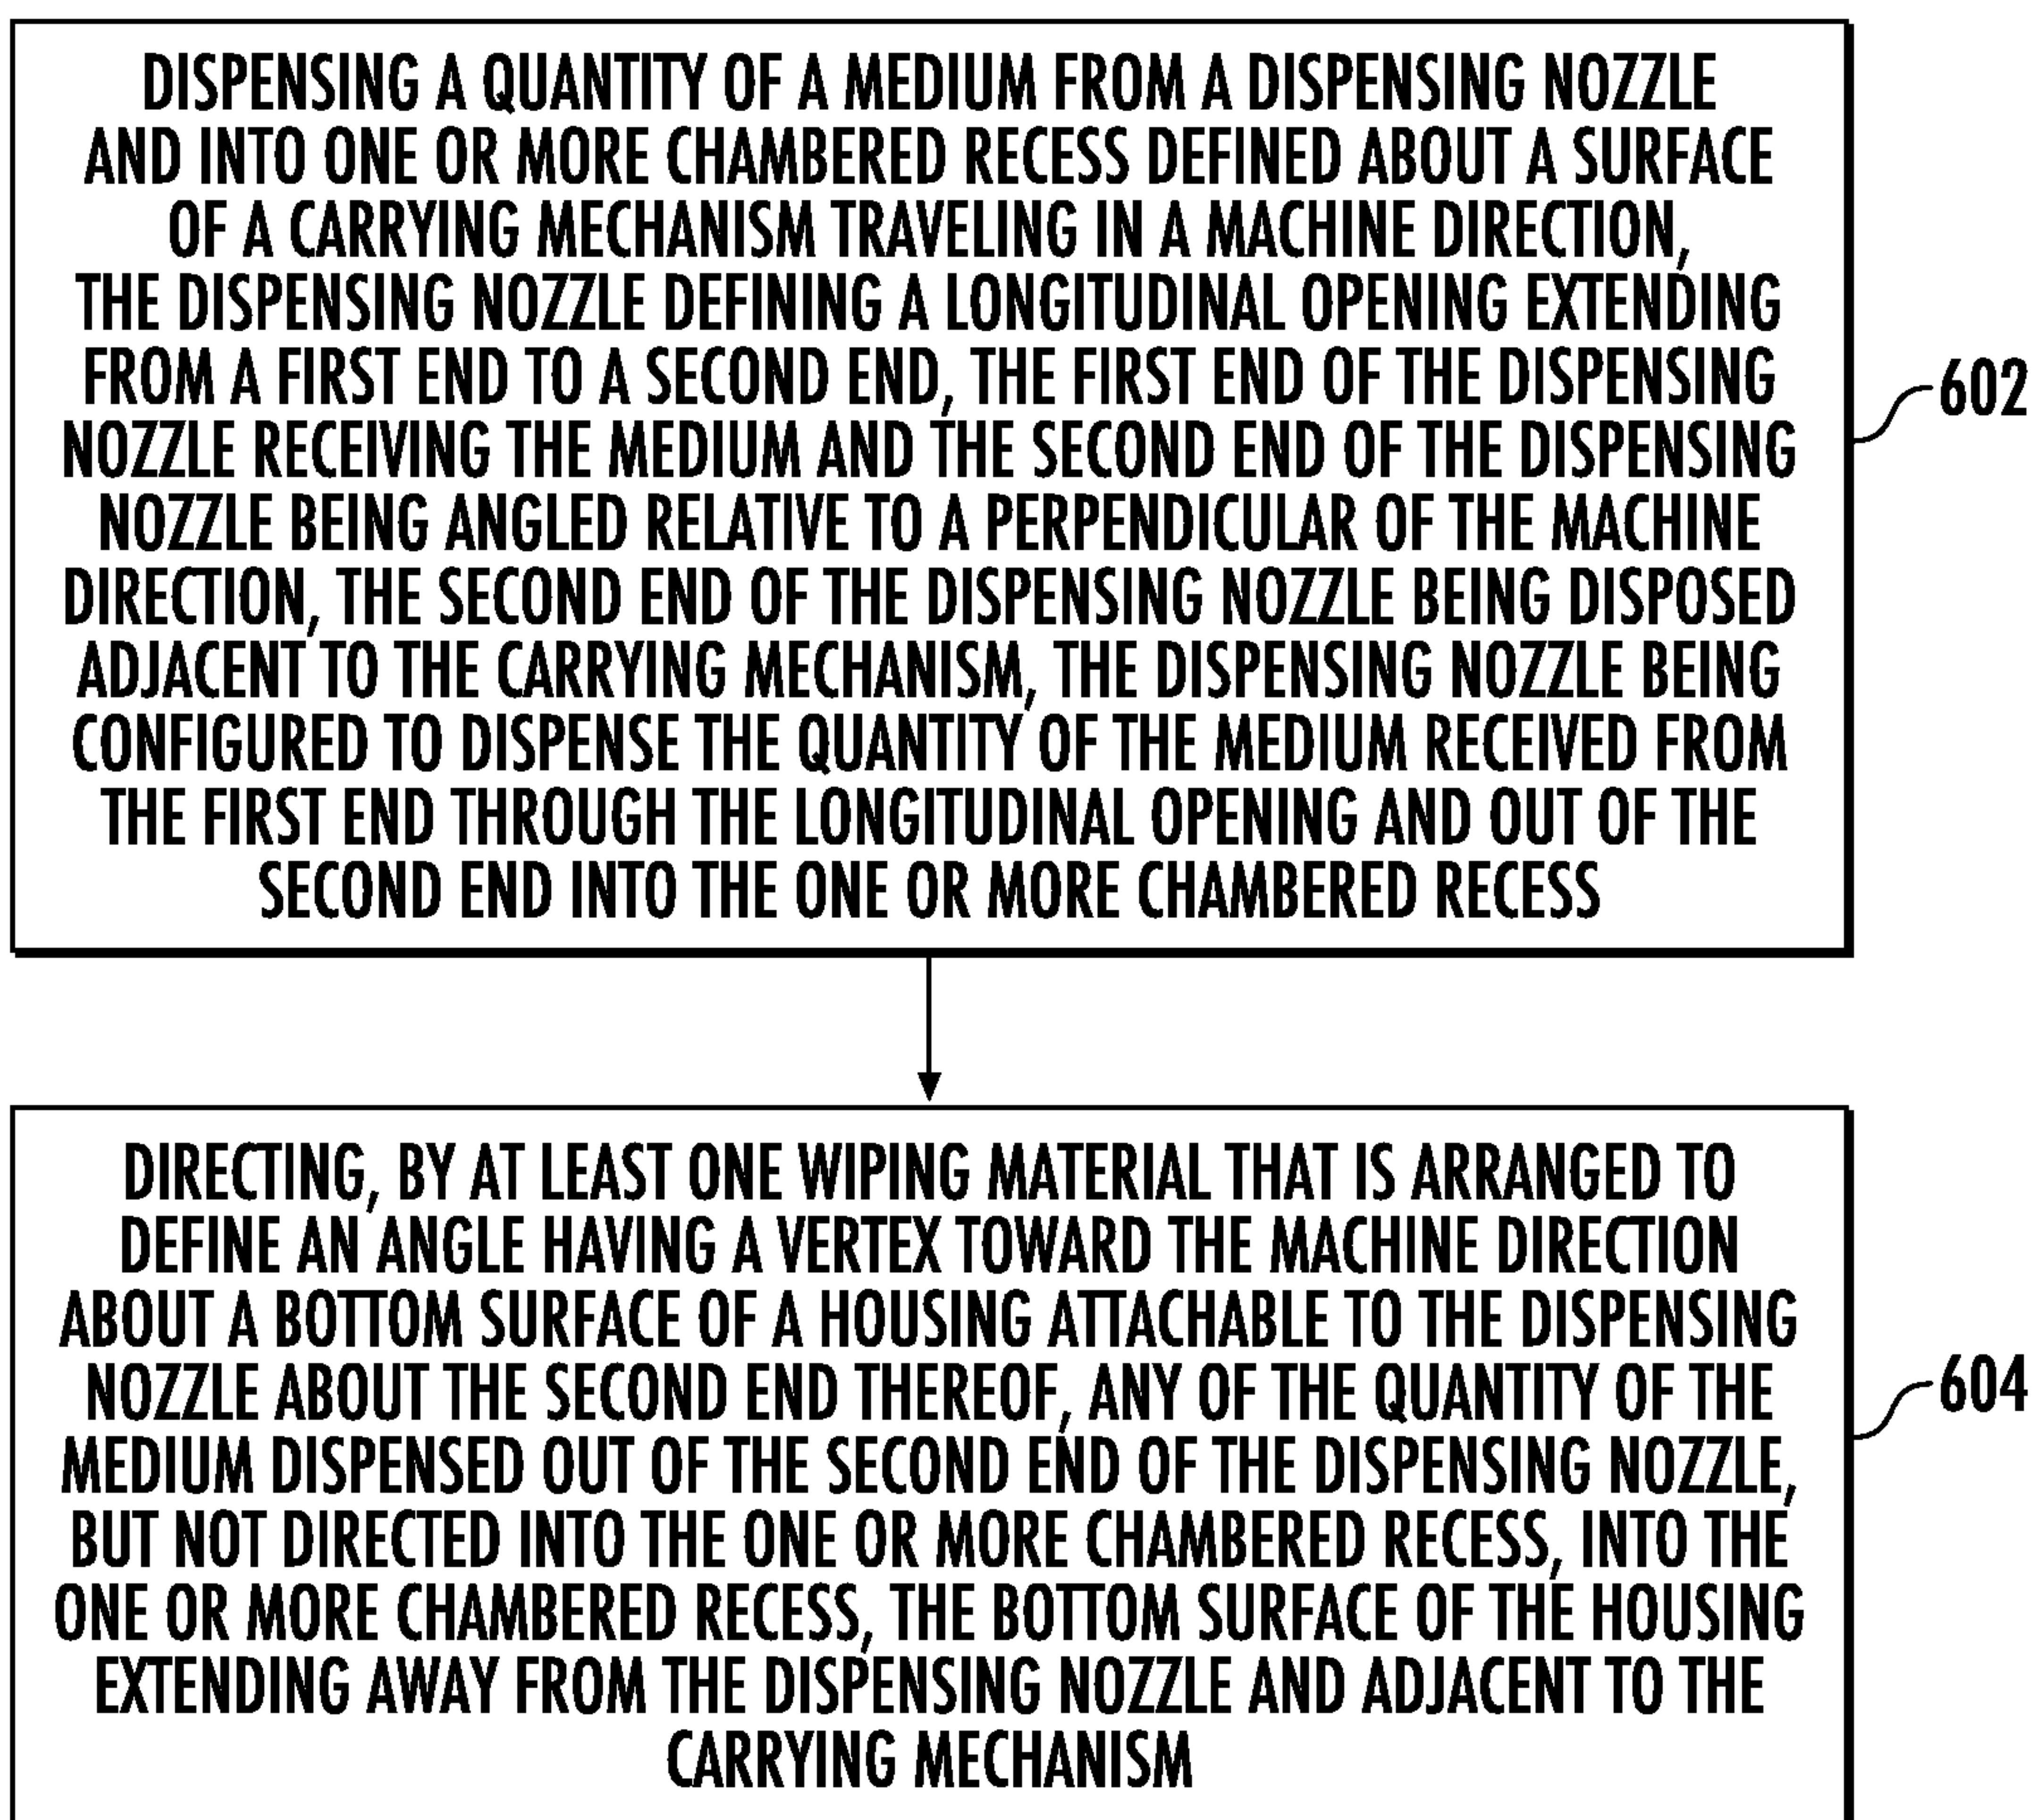 DISPENSING A QUANTITY OF A MEDIUM FROM A DISPENSING NOZZLE
AND INTO ONE OR MORE CHAMBERED RECESS DEFINED ABOUT A SURFACE
OF A CARRYING MECHANISM TRAVELING IN A MACHINE DIRECTION,
THE DISPENSING NOZZLE DEFINING A LONGITUDINAL OPENING EXTENDING
FROM A FIRST END TO A SECOND END, THE FIRST END OF THE DISPENSING
NOZZLE RECEIVING THE MEDIUM AND THE SECOND END OF THE DISPENSING
NOZZLE BEING ANGLED RELATIVE TO A PERPENDICULAR OF THE MACHINE
DIRECTION, THE SECOND END OF THE DISPENSING NOZZLE BEING DISPOSED
ADJACENT TO THE CARRYING MECHANISM, THE DISPENSING NOZZLE BEING
CONFIGURED TO DISPENSE THE QUANTITY OF THE MEDIUM RECEIVED FROM
THE FIRST END THROUGH THE LONGITUDINAL OPENING AND OUT OF THE
SECOND END INTO THE ONE OR MORE CHAMBERED RECESS
602
DIRECTING, BY AT LEAST ONE WIPING MATERIAL THAT IS ARRANGED TO
DEFINE AN ANGLE HAVING A VERTEX TOWARD THE MACHINE DIRECTION
ABOUT A BOTTOM SURFACE OF A HOUSING ATTACHABLE TO THE DISPENSING
NOZZLE ABOUT THE SECOND END THEREOF, ANY OF THE QUANTITY OF THE
MEDIUM DISPENSED OUT OF THE SECOND END OF THE DISPENSING NOZZLE,
BUT NOT DIRECTED INTO THE ONE OR MORE CHAMBERED RECESS, INTO THE
ONE OR MORE CHAMBERED RECESS, THE BOTTOM SURFACE OF THE HOUSING
EXTENDING AWAY FROM THE DISPENSING NOZZLE AND ADJACENT TO THE
CARRYING MECHANISM
604